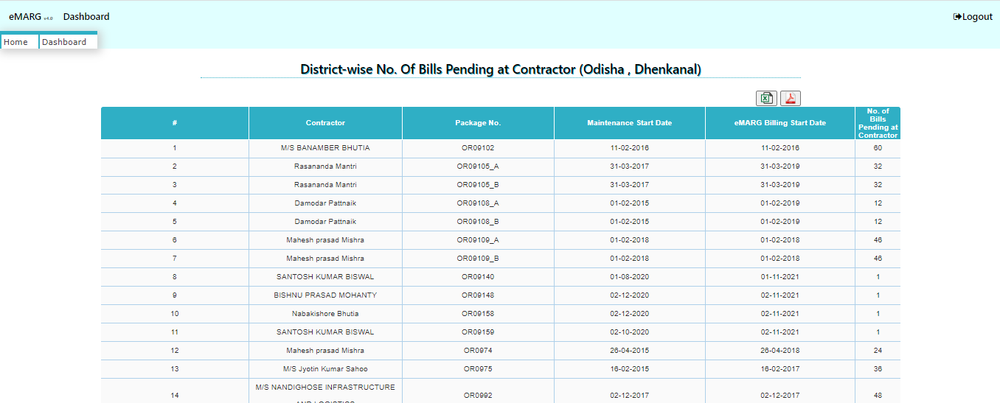 eMARG v4.0 Dashboard Logout
Home Dashboard
District-wise No. Of Bills Pending at Contractor (Odisha , Dhenkanal)
# Contractor Package No. Maintenance Start Date eMARG Billing Start Date No. of Bills Pending at Contractor
1 M/S BANAMBER BHUTIA OR09102 11-02-2016 11-02-2016 60
2 Rasananda Mantri OR09105_A 31-03-2017 31-03-2019 32
3 Rasananda Mantri OR09105_B 31-03-2017 31-03-2019 32
4 Damodar Pattnaik OR09108_A 01-02-2015 01-02-2019 12
5 Damodar Pattnaik OR09108_B 01-02-2015 01-02-2019 12
6 Mahesh prasad Mishra OR09109_A 01-02-2018 01-02-2018 46
7 Mahesh prasad Mishra OR09109_B 01-02-2018 01-02-2018 46
8 SANTOSH KUMAR BISWAL OR09140 01-08-2020 01-11-2021 1
9 BISHNU PRASAD MOHANTY OR09148 02-12-2020 02-11-2021 1
10 Nabakishore Bhutia OR09158 02-12-2020 02-11-2021 1
11 SANTOSH KUMAR BISWAL OR09159 02-10-2020 02-11-2021 1
12 Mahesh prasad Mishra OR0974 26-04-2015 26-04-2018 24
13 M/S Jyotin Kumar Sahoo OR0975 16-02-2015 16-02-2017 36
14 M/S NANDIGHOSE INFRASTRUCTURE OR0992 02-12-2017 02-12-2017 48
AND LOGISTICS